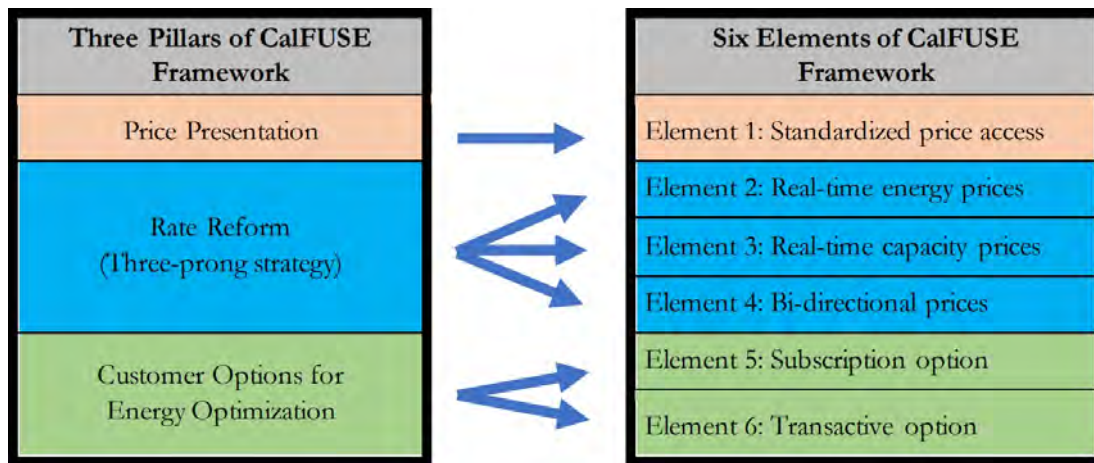 Three Pillars of CalFUSE
Framework
Price Presentation
Rate Reform
(Three-prong strategy)
Customer Options for
Energy Optimization
Six Elements of CalFUSE
Framework
Element 1: Standardized price access
Element 2: Real-time energy prices
Element 3: Real-time capacity prices
Element 4: Bi-directional prices
Element 5: Subscription option
Element 6: Transactive option